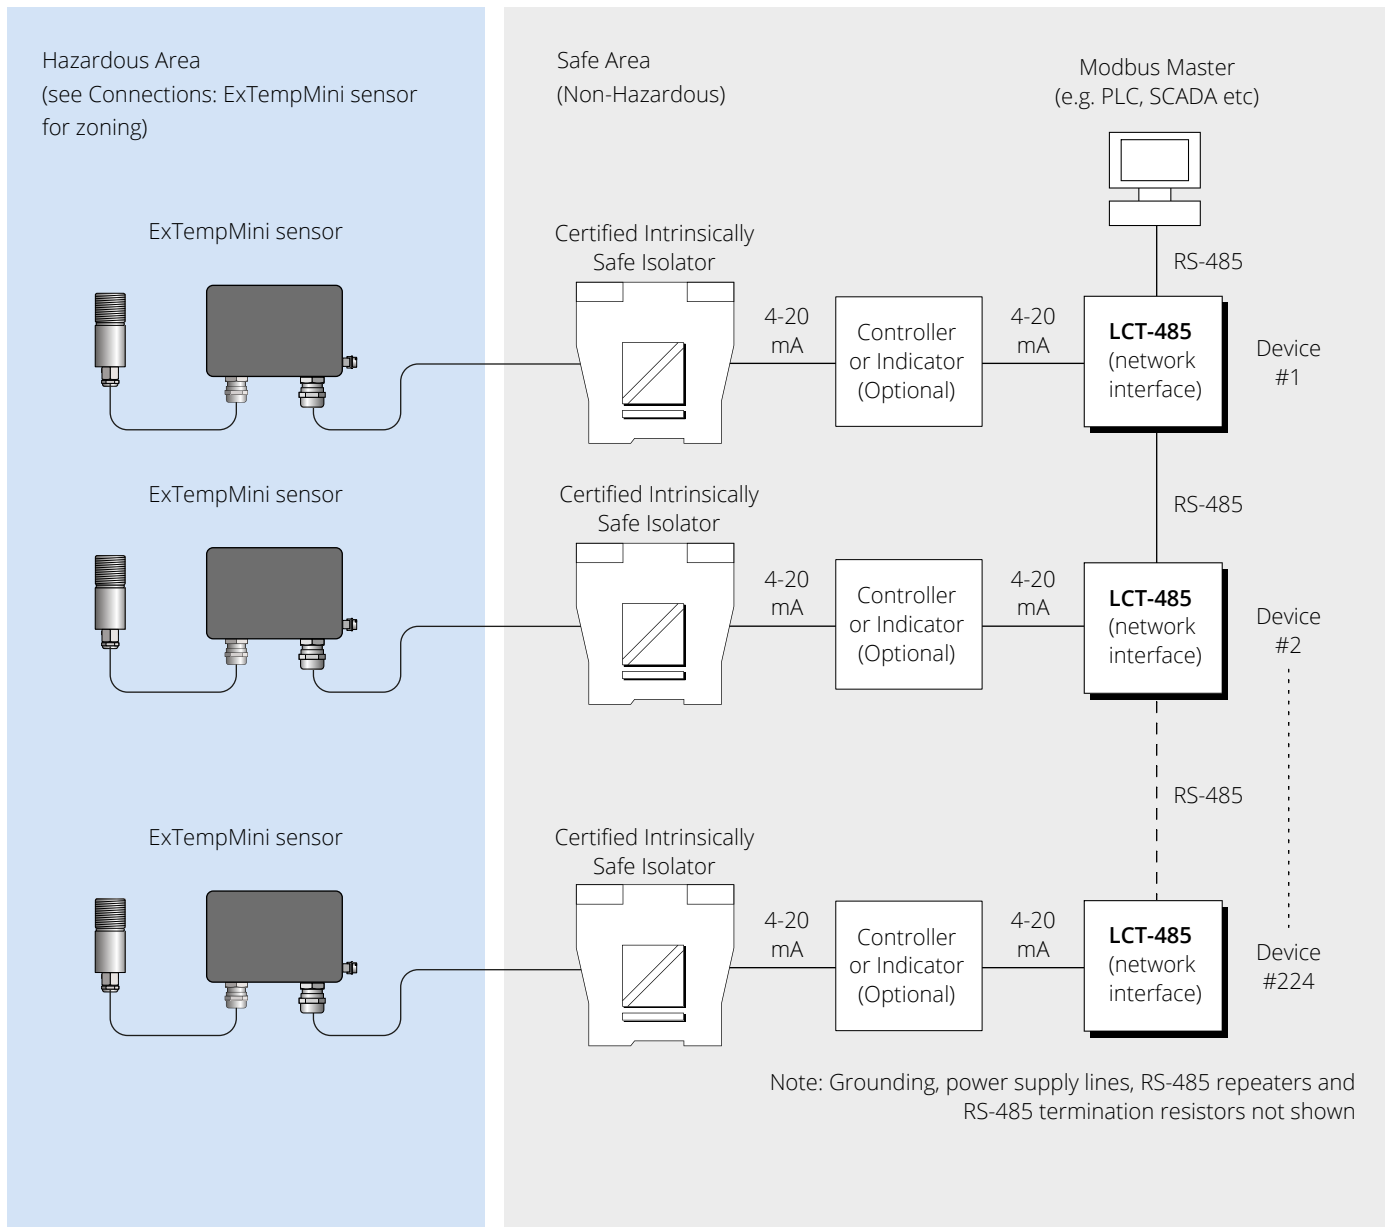 Hazardous Area
(see Connections: ExTempMini sensor
for zoning)
Safe Area
(Non-Hazardous)
Modbus Master
(e.g. PLC, SCADA etc)
RS-485
ExTempMini sensor
Certified Intrinsically
Safe Isolator
4-20
mA
Controller
or Indicator
(Optional)
4-20
mA
LCT-485
(network
interface)
Device
#1
RS-485
ExTempMini sensor
Certified Intrinsically
Safe Isolator
4-20
mA
Controller
or Indicator
(Optional)
4-20
mA
LCT-485
(network
interface)
Device
#2
RS-485
ExTempMini sensor
Certified Intrinsically
Safe Isolator
4-20
mA
Controller
or Indicator
(Optional)
4-20
mA
LCT-485
(network
interface)
Device
#224
Note: Grounding, power supply lines, RS-485 repeaters and
RS-485 termination resistors not shown